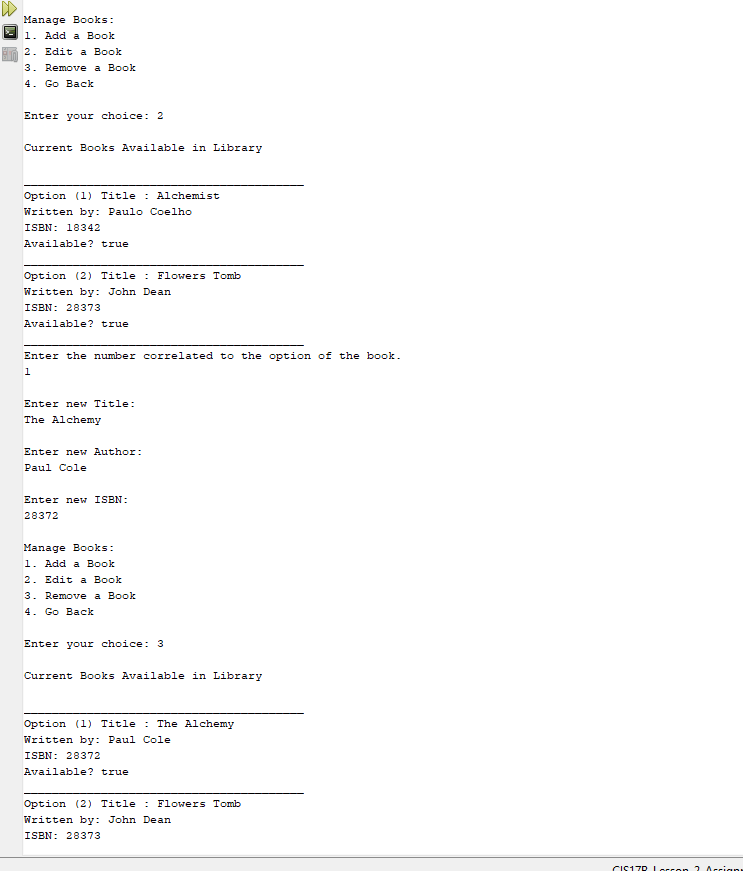 Manage Books:
1. Add a Book
2. Edit a Book
3. Remove a Book
4. Go Back
Enter your choice: 2
Current Books Available in Library
________________________________________
Option (1) Title : Alchemist
Written by: Paulo Coelho
ISBN: 18342
Available? true
________________________________________
Option (2) Title : Flowers Tomb
Written by: John Dean
ISBN: 28373
Available? true
________________________________________
Enter the number correlated to the option of the book.
1
Enter new Title:
The Alchemy
Enter new Author:
Paul Cole
Enter new ISBN:
28372
Manage Books:
1. Add a Book
2. Edit a Book
3. Remove a Book
4. Go Back
Enter your choice: 3
Current Books Available in Library
________________________________________
Option (1) Title : The Alchemy
Written by: Paul Cole
ISBN: 28372
Available? true
________________________________________
Option (2) Title : Flowers Tomb
Written by: John Dean
ISBN: 28373